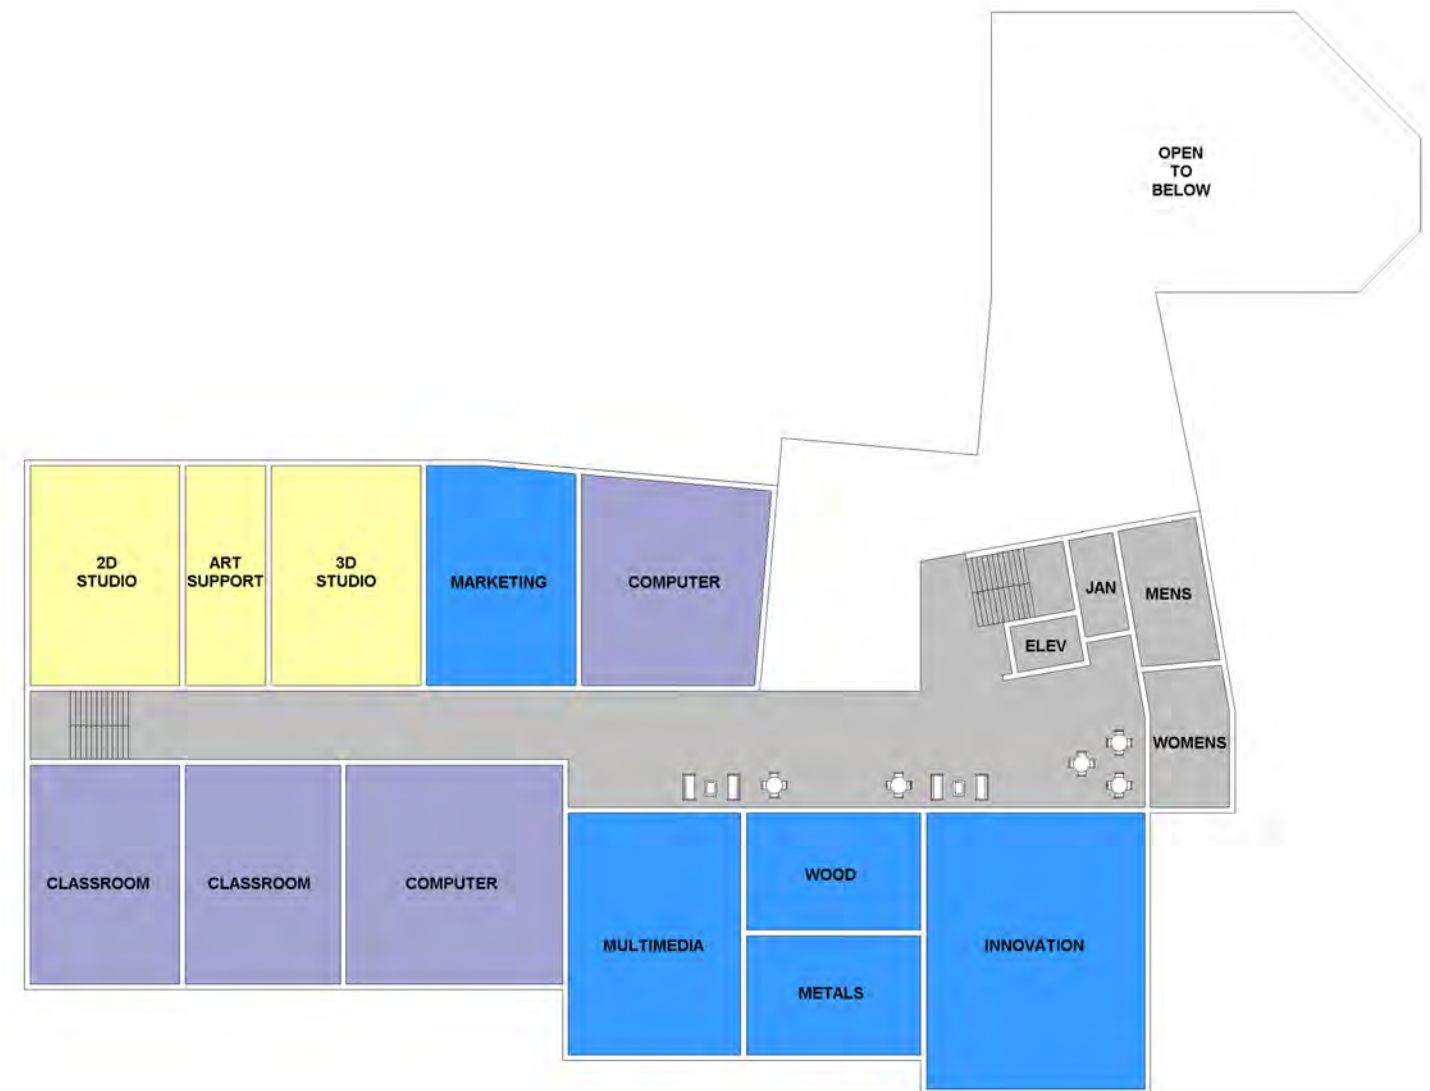 OPEN
TO
BELOW
2D
STUDIO
ART
SUPPORT
3D
STUDIO
MARKETING
COMPUTER
JAN
MENS
ELEV
WOMENS
CLASSROOM
CLASSROOM
COMPUTER
MULTIMEDIA
WOOD
METALS
INNOVATION